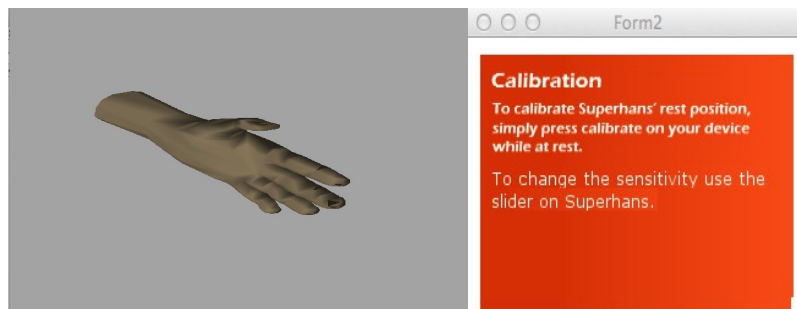 Form2
Calibration
To calibrate Superhans' rest position,
simply press calibrate on your device
while at rest.
To change the sensitivity use the
slider on Superhans.